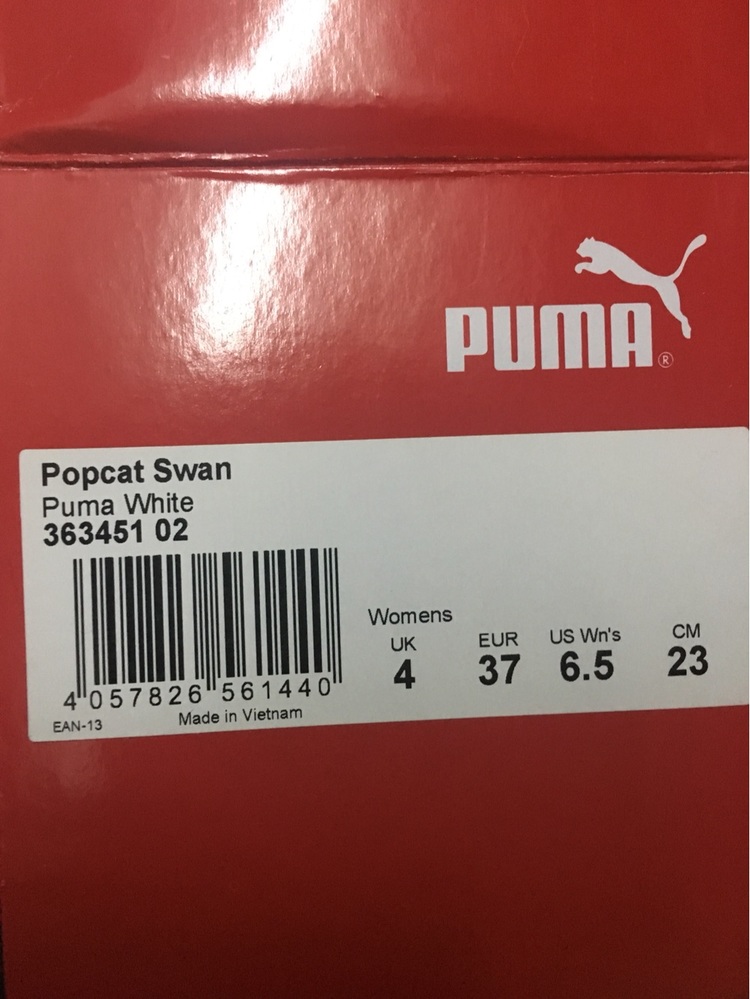 PUMA®
Popcat Swan
Puma White
363451 02
4 057826 561440
EAN-13
Made in Vietnam
Womens
UK EUR US Wn's CM
4 37 6.5 23